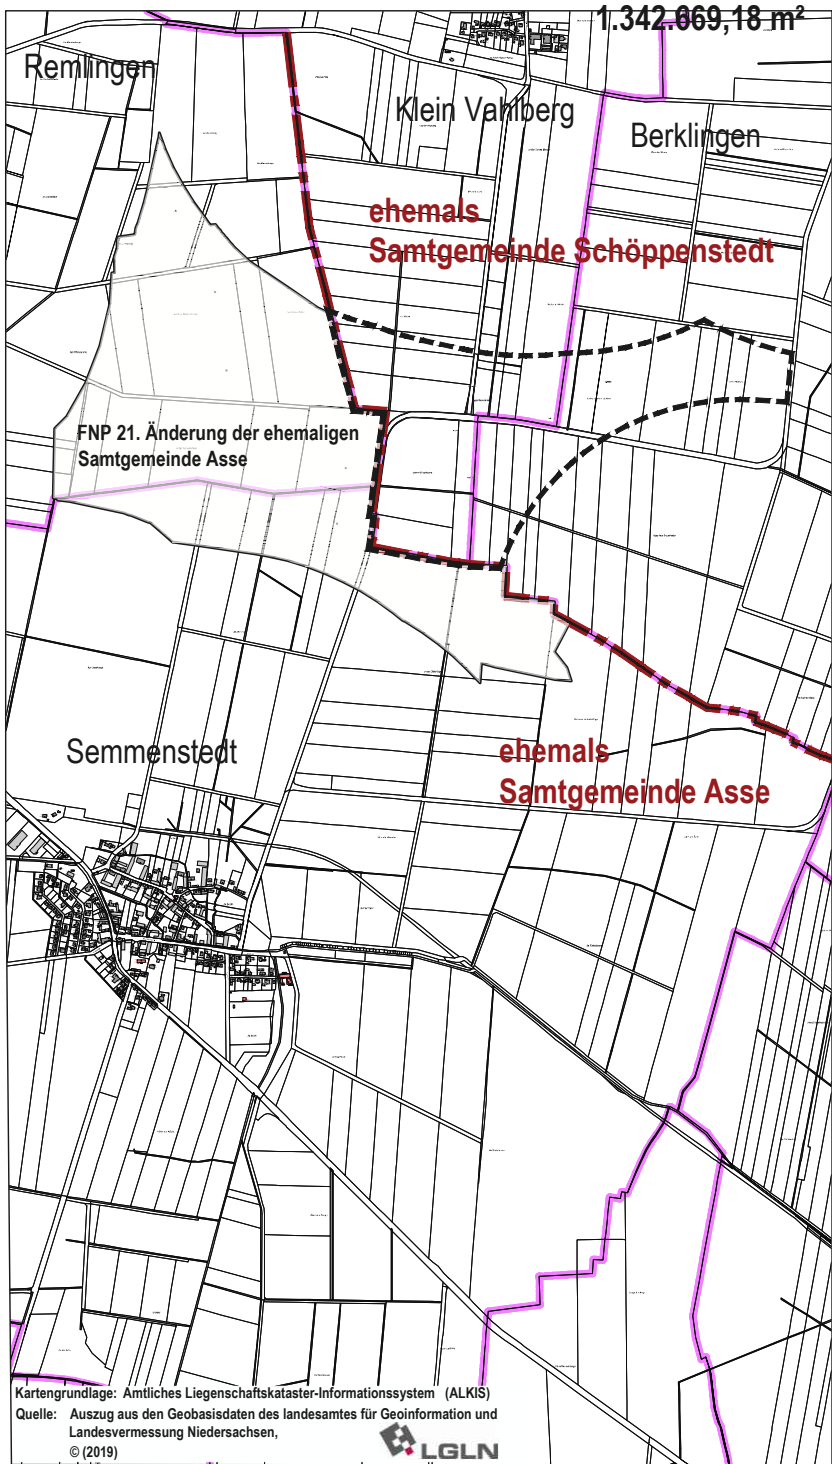 1.342.669,18 m²
Remlingen
Klein Vahlberg
Berklingen
ehemals
Samtgemeinde Schöppenstedt
FNP 21. Änderung der ehemaligen
Samtgemeinde Asse
Semmenstedt
ehemals
Samtgemeinde Asse
Kartengrundlage: Amtliches Liegenschaftskataster-Informationssystem (ALKIS)
Quelle: Auszug aus den Geobasisdaten des landesamtes für Geoinformation und
Landesvermessung Niedersachsen,
© (2019)
LGLN